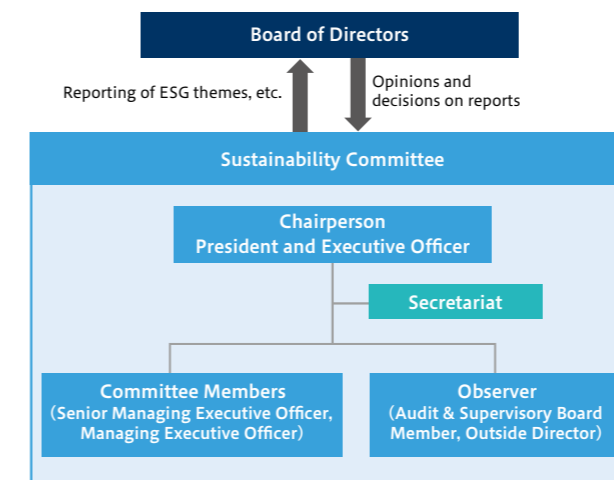 Board of Directors
Reporting of ESG themes, etc.
Opinions and
decisions on reports
Sustainability Committee
Chairperson
President and Executive Officer
Secretariat
Committee Members
(Senior Managing Executive Officer,
Managing Executive Officer)
Observer
(Audit & Supervisory Board
Member, Outside Director)